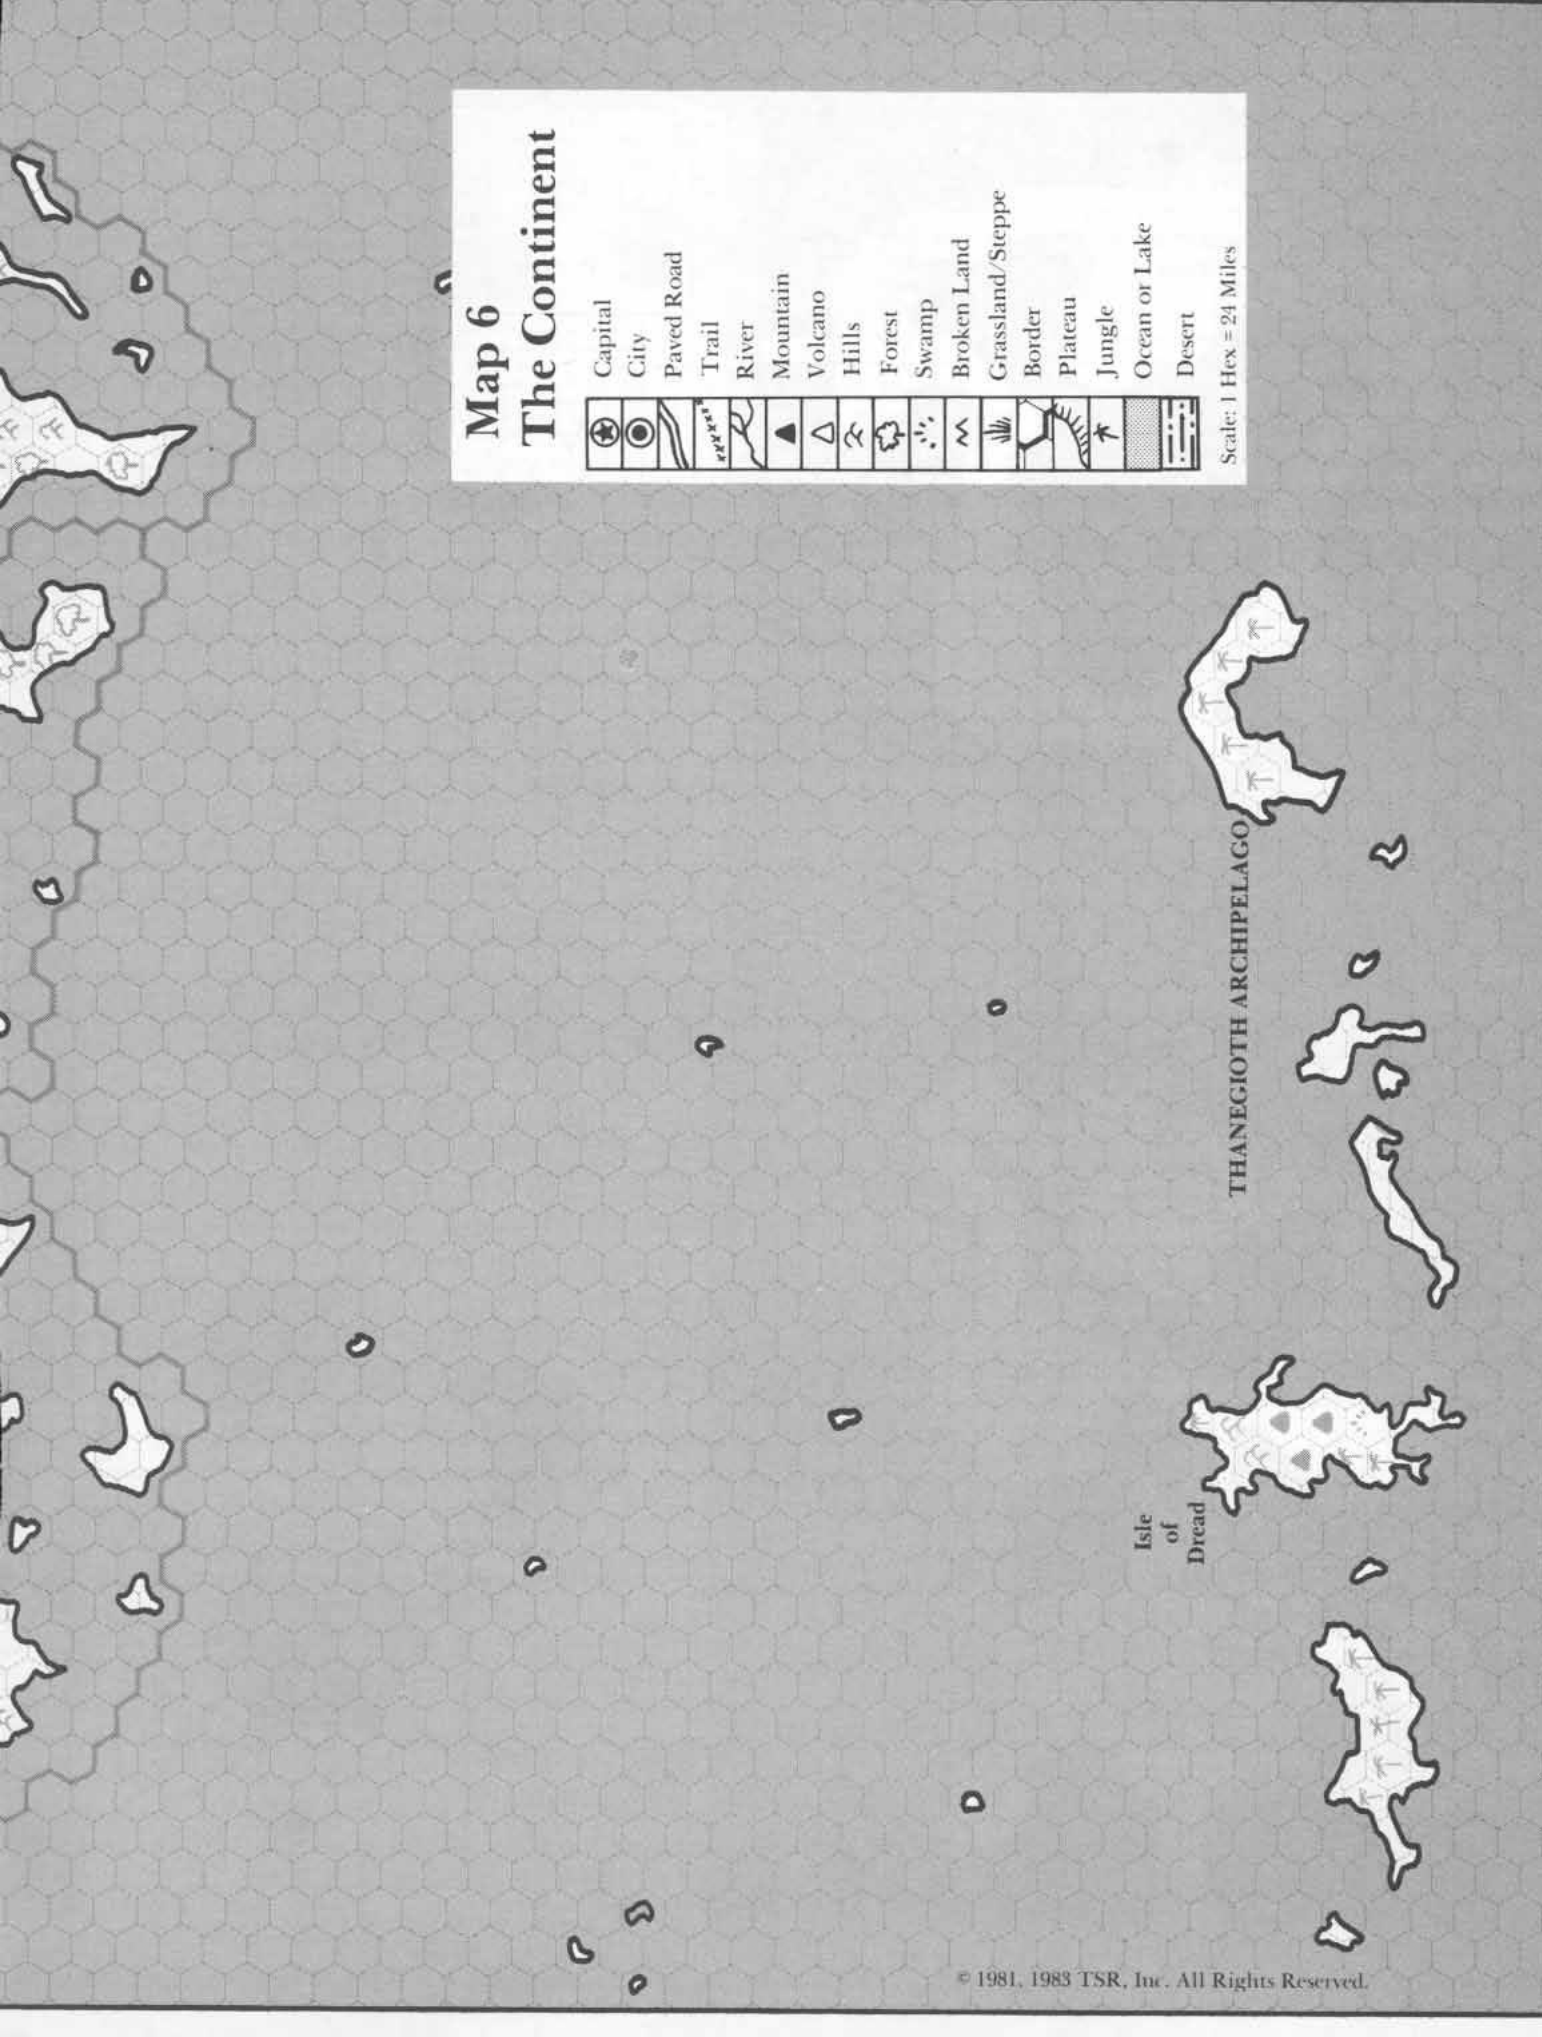 Map 6
The Continent
Capital
City
Paved Road
Trail
River
Mountain
Volcano
Hills
Forest
Swamp
Broken Land
Grassland/Steppe
Border
Plateau
Jungle
Ocean or Lake
Desert
Scale: 1 Hex = 24 Miles
THANEGIOTH ARCHIPELAGO
Isle
of
Dread
© 1981, 1983 TSR, Inc. All Rights Reserved.